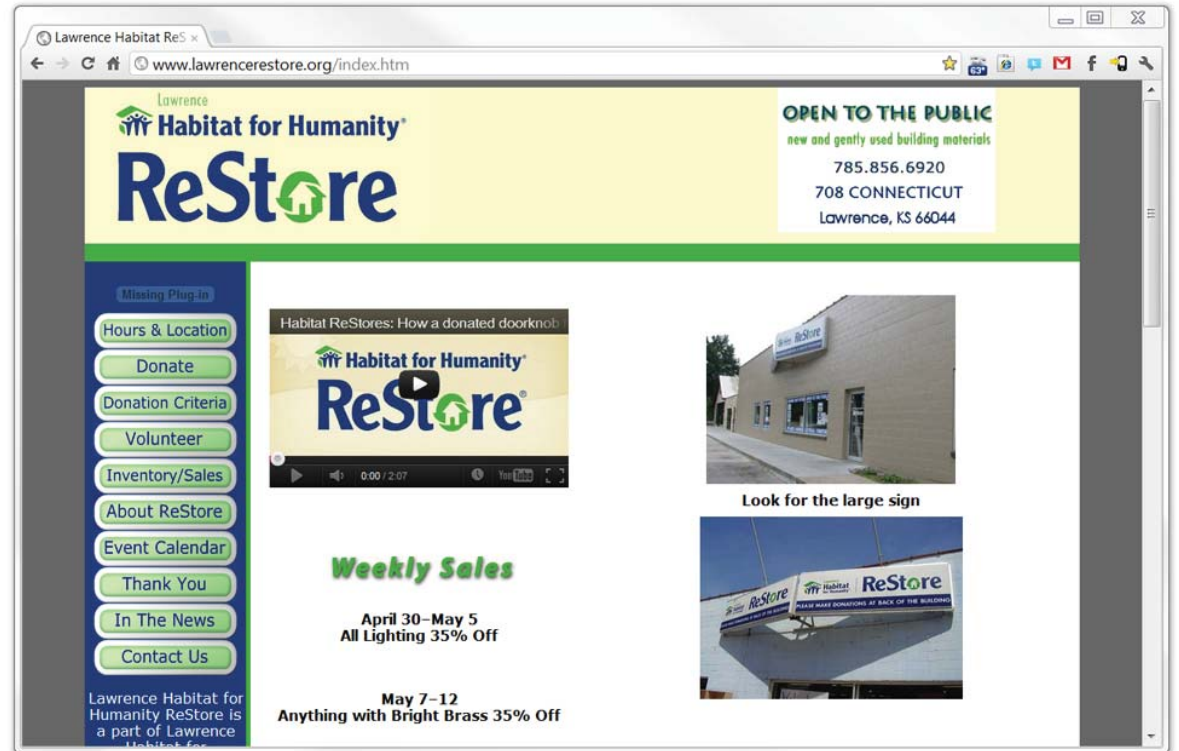 Lawrence Habitat ReS
www.lawrencerestore.org/index.htm
63°
Lawrence
Habitat for Humanity®
ReStore
OPEN TO THE PUBLIC
new and gently used building materials
785.856.6920
708 CONNECTICUT
Lawrence, KS 66044
Missing Plug-in
Hours & Location
Donate
Donation Criteria
Volunteer
Inventory/Sales
About ReStore
Event Calendar
Thank You
In The News
Contact Us
Lawrence Habitat for
Humanity ReStore is
a part of Lawrence
Habitat for
Habitat ReStores: How a donated doorknob
Habitat for Humanity®
ReStore®
0:00 / 2:07
YouTube
Weekly Sales
April 30–May 5
All Lighting 35% Off
May 7–12
Anything with Bright Brass 35% Off
ReStore
Look for the large sign
ReStore
Habitat
for Humanity
ReStore
PLEASE MAKE DONATIONS AT BACK OF THE BUILDING